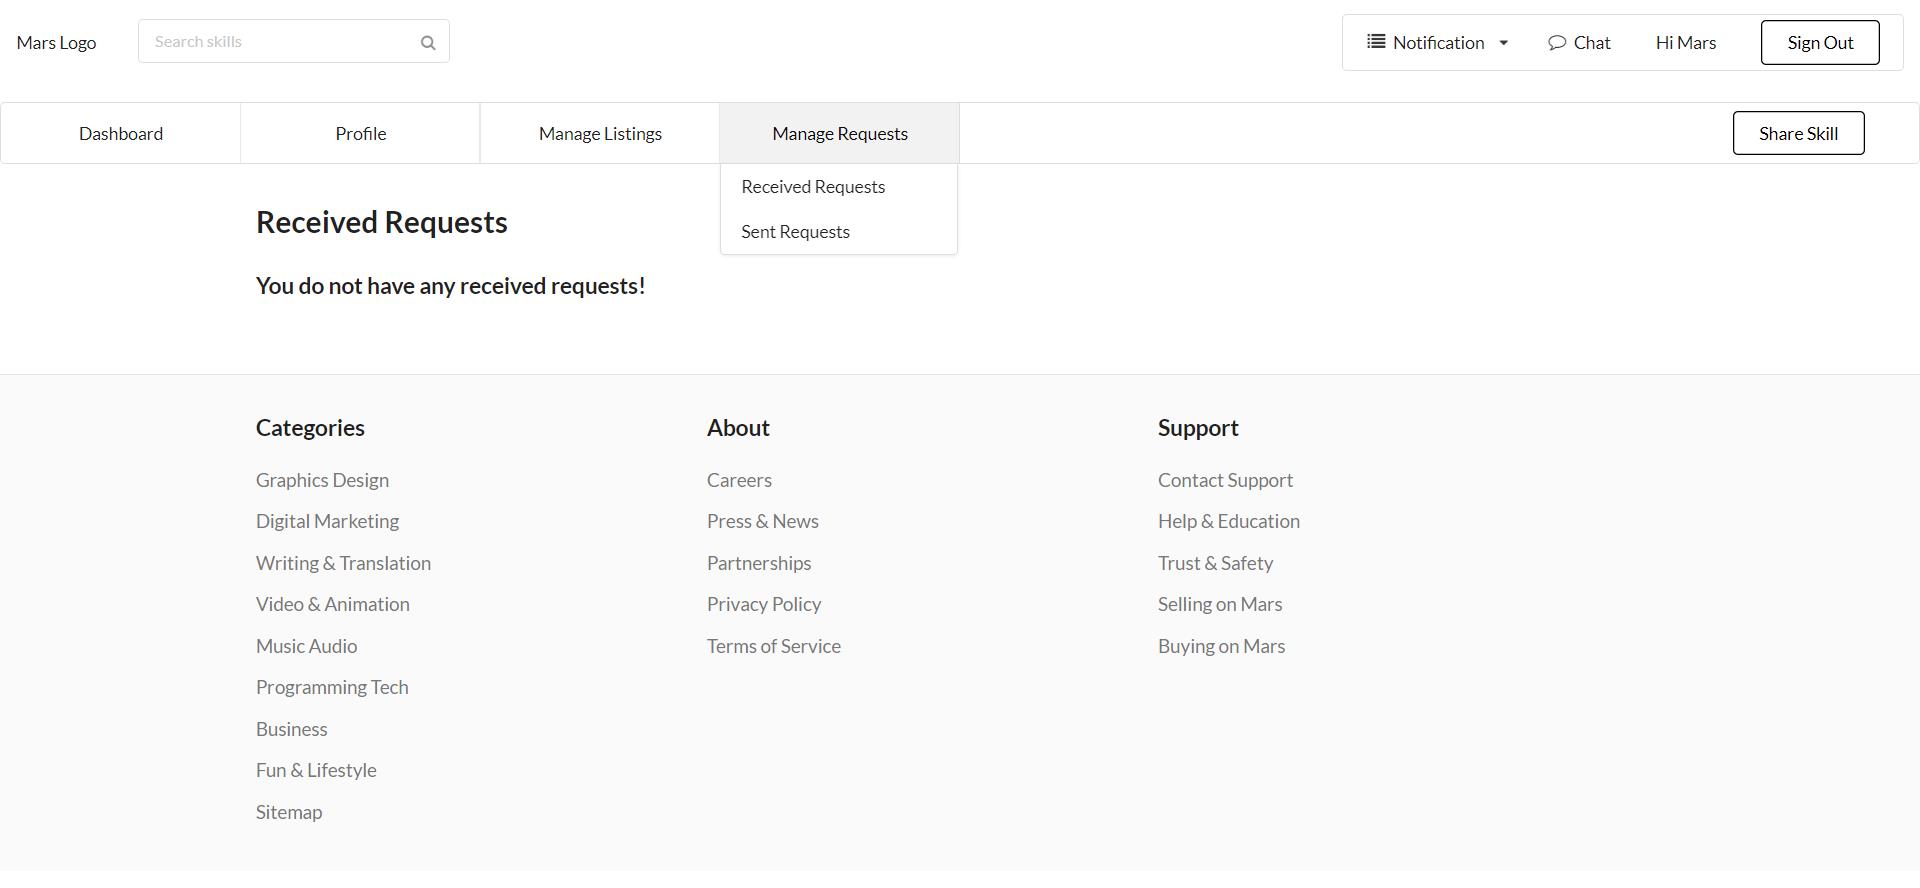 Mars Logo
Search skills
Notification
Chat
Hi Mars
Sign Out
Dashboard
Profile
Manage Listings
Manage Requests
Share Skill
Received Requests
Sent Requests
Received Requests
You do not have any received requests!
Categories
Graphics Design
Digital Marketing
Writing & Translation
Video & Animation
Music Audio
Programming Tech
Business
Fun & Lifestyle
Sitemap
About
Careers
Press & News
Partnerships
Privacy Policy
Terms of Service
Support
Contact Support
Help & Education
Trust & Safety
Selling on Mars
Buying on Mars